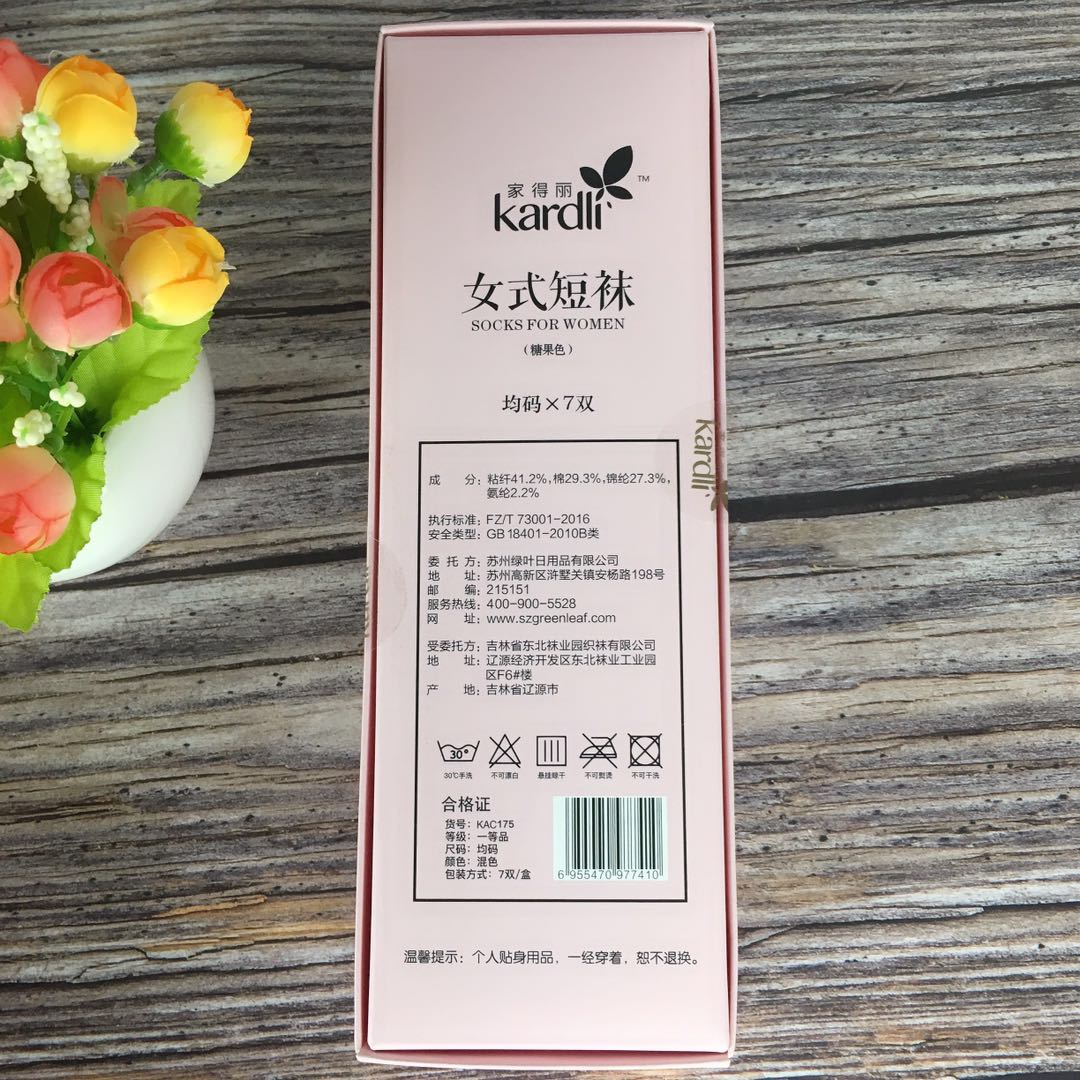 家得丽
kardli
TM
女式短袜
SOCKS FOR WOMEN
（糖果色）
均码×7双
kardli
成 分：粘纤41.2%,棉29.3%,锦纶27.3%,
氨纶2.2%
执行标准：FZ/T 73001-2016
安全类型：GB 18401-2010B类
委 托 方：苏州绿叶日用品有限公司
地 址：苏州高新区浒墅关镇安杨路198号
邮 编：215151
服务热线：400-900-5528
网 址：www.szgreenleaf.com
受委托方：吉林省东北袜业园织袜有限公司
地 址：辽源经济开发区东北袜业工业园
区F6#楼
产 地：吉林省辽源市
30°
30℃手洗 不可漂白 悬挂晾干 不可熨烫 不可干洗
合格证
货号：KAC175
等级：一等品
尺码：均码
颜色：混色
包装方式：7双/盒
6 955470 977410
温馨提示：个人贴身用品，一经穿着，恕不退换。